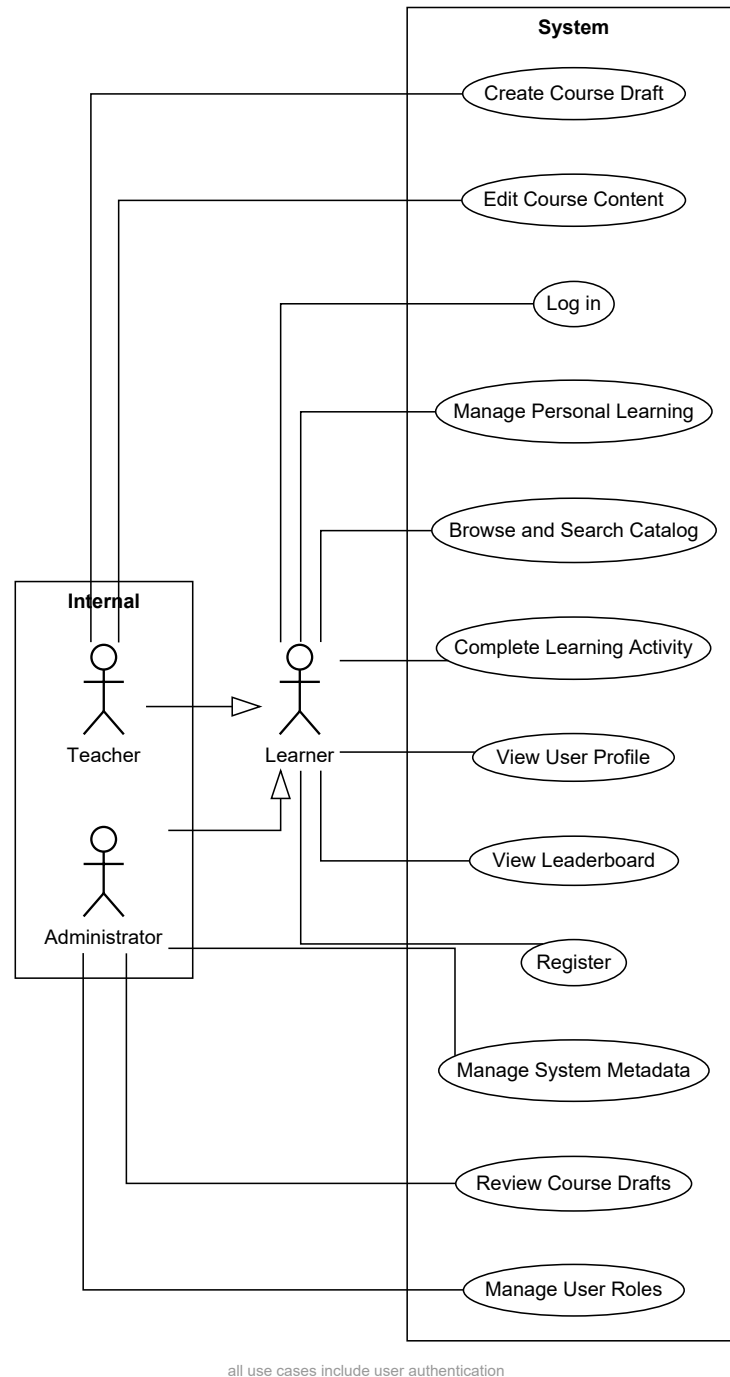 System
Create Course Draft
Edit Course Content
Log in
Manage Personal Learning
Browse and Search Catalog
Internal
Complete Learning Activity
Teacher
Learner
View User Profile
View Leaderboard
Administrator
Register
Manage System Metadata
Review Course Drafts
Manage User Roles
all use cases include user authentication